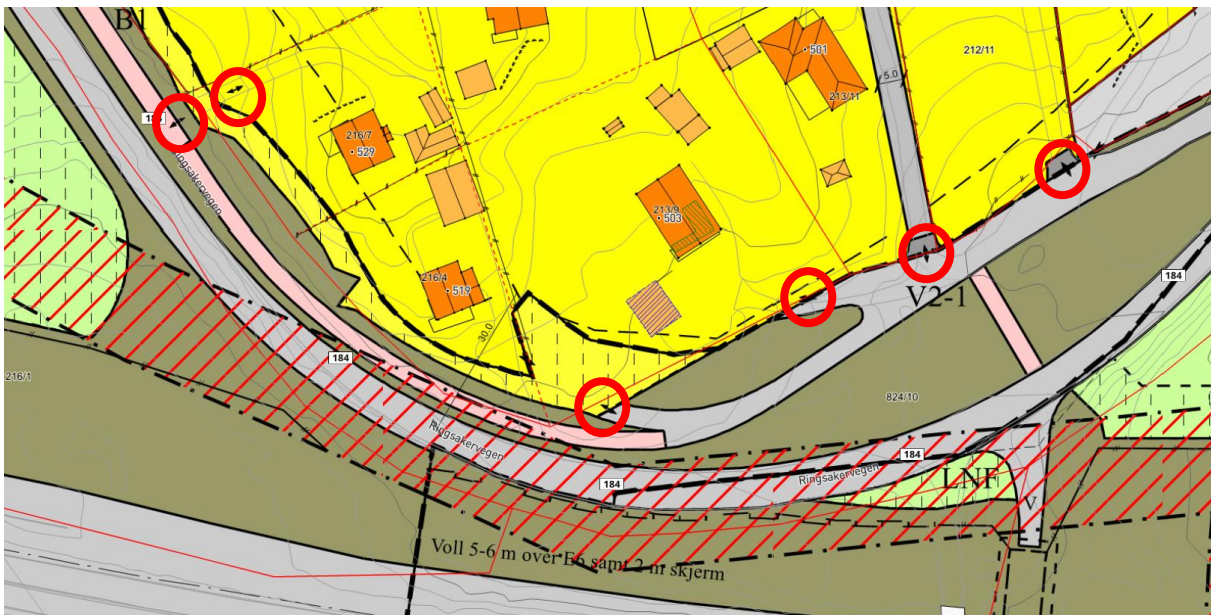 B1
501
5.0
212/11
213/11
184
216/7
529
Ringsakervegen
213/9
503
184
216/4
519
V2-1
30.0
184
216/1
824/10
Ringsakervegen
184
Ringsakervegen
LNF
184
V
Voll 5-6 m over E6 samt 2 m skjerm